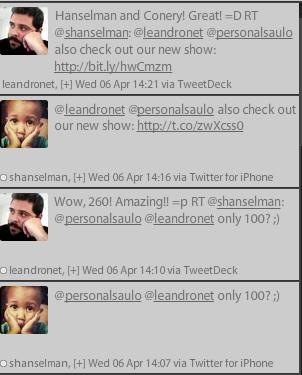 Hanselman and Conery! Great! =D RT
@shanselman: @leandronet @personalsaulo
also check out our new show:
http://bit.ly/hwCmzm
leandronet, [+] Wed 06 Apr 14:21 via TweetDeck
@leandronet @personalsaulo also check out
our new show: http://t.co/zwXcss0
shanselman, [+] Wed 06 Apr 14:16 via Twitter for iPhone
Wow, 260! Amazing!! =p RT @shanselman:
@personalsaulo @leandronet only 100? ;)
leandronet, [+] Wed 06 Apr 14:10 via TweetDeck
@personalsaulo @leandronet only 100? ;)
shanselman, [+] Wed 06 Apr 14:07 via Twitter for iPhone